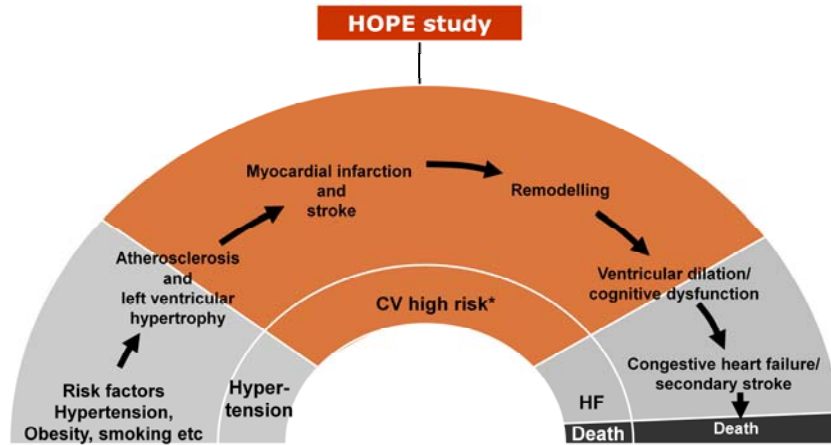 HOPE study
Myocardial infarction
and
stroke
Remodelling
Atherosclerosis
and
left ventricular
hypertrophy
Ventricular dilation/
cognitive dysfunction
CV high risk*
Risk factors
Hypertension,
Obesity, smoking etc
Hyper-
tension
Congestive heart failure/
secondary stroke
HF
Death
Death